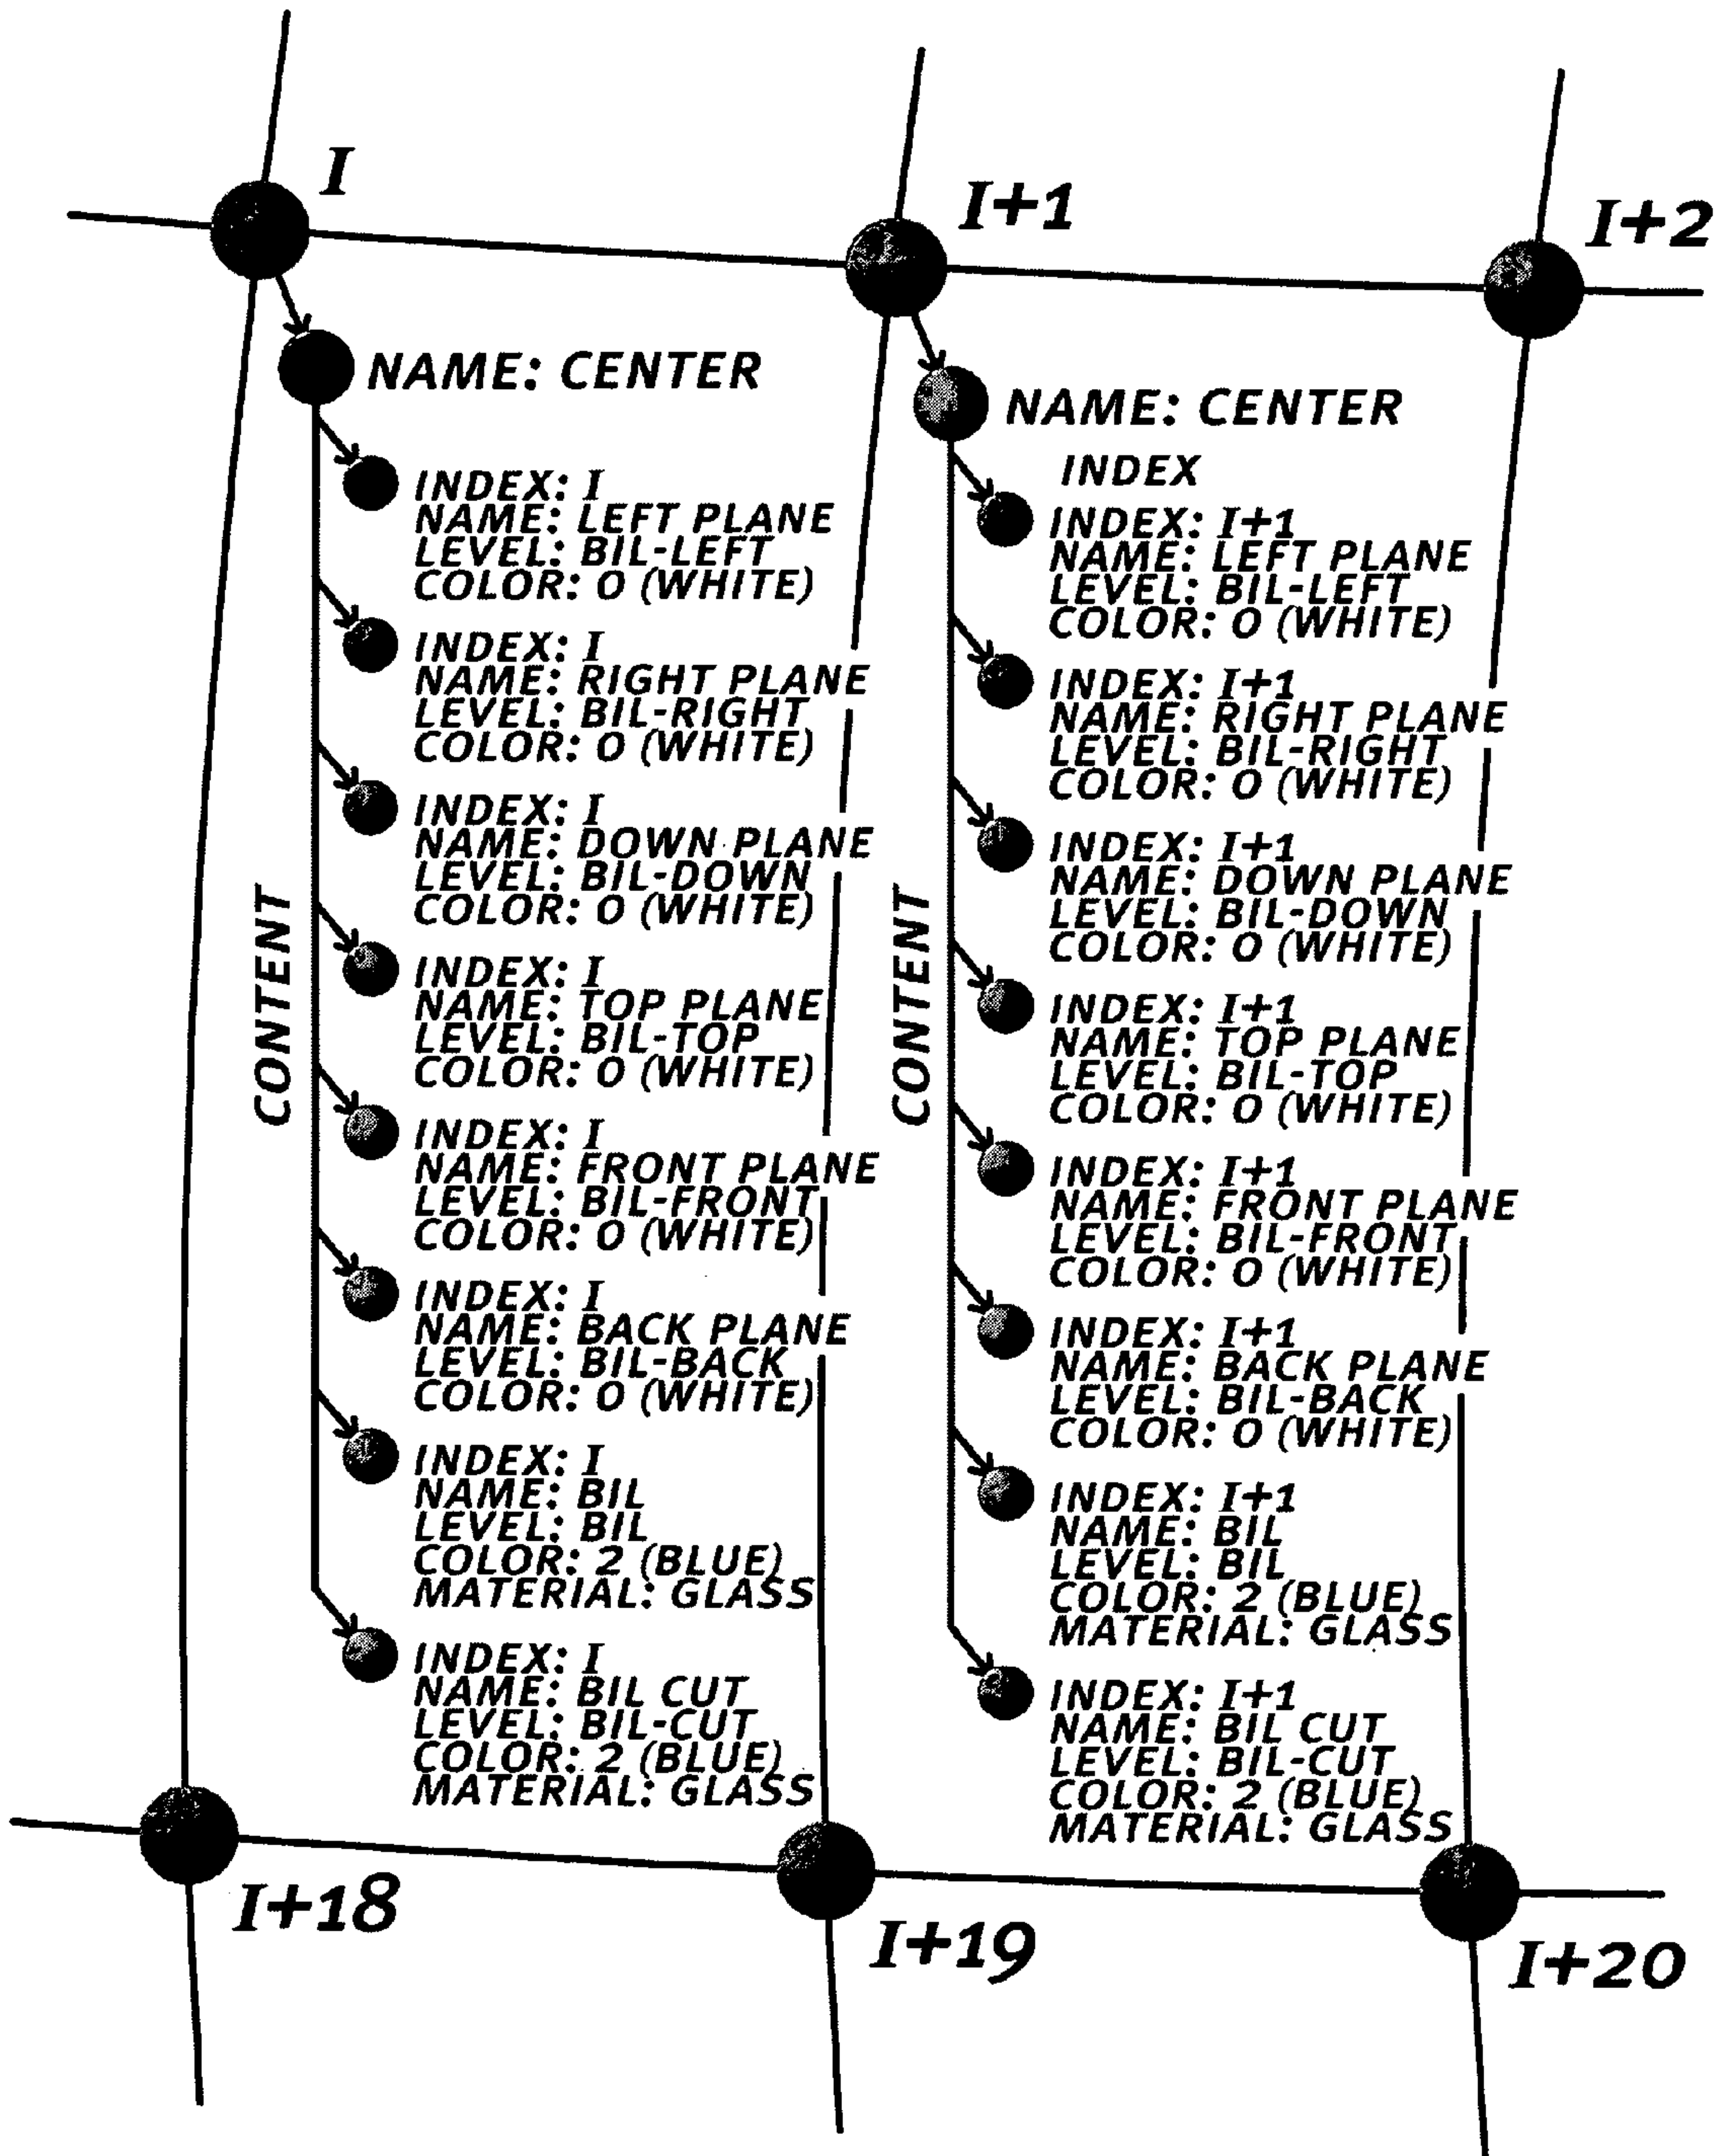 I
I+1
I+2
NAME: CENTER
INDEX: I
NAME: LEFT PLANE
LEVEL: BIL-LEFT
COLOR: 0 (WHITE)
INDEX: I
NAME: RIGHT PLANE
LEVEL: BIL-RIGHT
COLOR: 0 (WHITE)
INDEX: I
NAME: DOWN PLANE
LEVEL: BIL-DOWN
COLOR: 0 (WHITE)
INDEX: I
NAME: TOP PLANE
LEVEL: BIL-TOP
COLOR: 0 (WHITE)
INDEX: I
NAME: FRONT PLANE
LEVEL: BIL-FRONT
COLOR: 0 (WHITE)
INDEX: I
NAME: BACK PLANE
LEVEL: BIL-BACK
COLOR: 0 (WHITE)
INDEX: I
NAME: BIL
LEVEL: BIL
COLOR: 2 (BLUE)
MATERIAL: GLASS
INDEX: I
NAME: BIL CUT
LEVEL: BIL-CUT
COLOR: 2 (BLUE)
MATERIAL: GLASS
CONTENT
NAME: CENTER
INDEX
INDEX: I+1
NAME: LEFT PLANE
LEVEL: BIL-LEFT
COLOR: 0 (WHITE)
INDEX: I+1
NAME: RIGHT PLANE
LEVEL: BIL-RIGHT
COLOR: 0 (WHITE)
INDEX: I+1
NAME: DOWN PLANE
LEVEL: BIL-DOWN
COLOR: 0 (WHITE)
INDEX: I+1
NAME: TOP PLANE
LEVEL: BIL-TOP
COLOR: 0 (WHITE)
INDEX: I+1
NAME: FRONT PLANE
LEVEL: BIL-FRONT
COLOR: 0 (WHITE)
INDEX: I+1
NAME: BACK PLANE
LEVEL: BIL-BACK
COLOR: 0 (WHITE)
INDEX: I+1
NAME: BIL
LEVEL: BIL
COLOR: 2 (BLUE)
MATERIAL: GLASS
INDEX: I+1
NAME: BIL CUT
LEVEL: BIL-CUT
COLOR: 2 (BLUE)
MATERIAL: GLASS
CONTENT
I+18
I+19
I+20